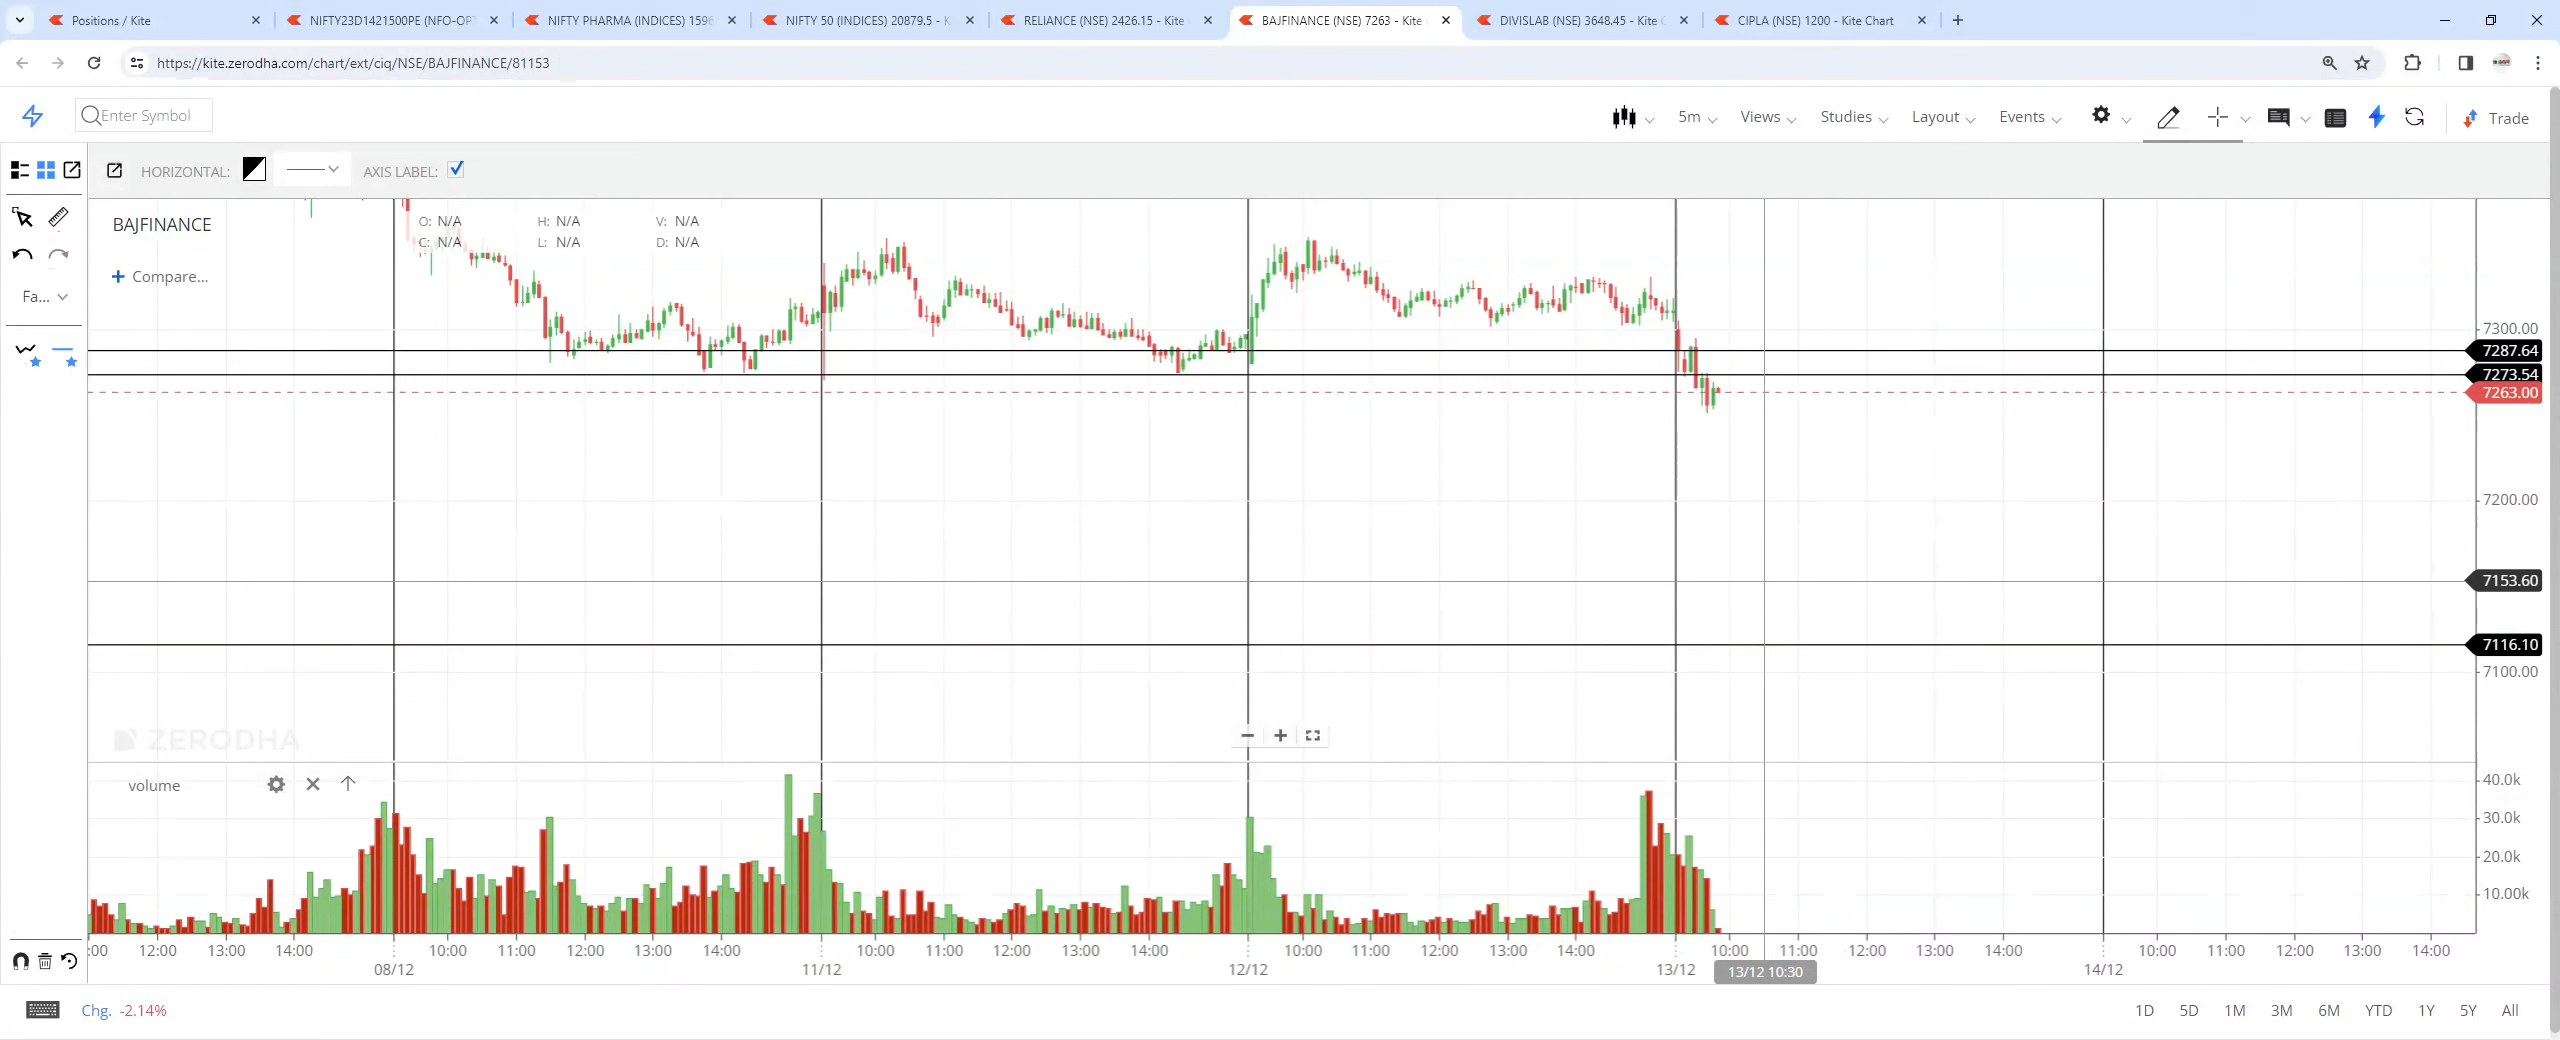 Positions / Kite
NIFTY23D1421500PE (NFO-OPT
NIFTY PHARMA (INDICES) 1596
NIFTY 50 (INDICES) 20879.5 - K
RELIANCE (NSE) 2426.15 - Kite
BAJFINANCE (NSE) 7263 - Kite
DIVISLAB (NSE) 3648.45 - Kite C
CIPLA (NSE) 1200 - Kite Chart
https://kite.zerodha.com/chart/ext/ciq/NSE/BAJFINANCE/81153
Enter Symbol
5m
Views
Studies
Layout
Events
Trade
HORIZONTAL:
AXIS LABEL:
BAJFINANCE
O: N/A H: N/A V: N/A
C: N/A L: N/A D: N/A
+ Compare...
Fa...
7300.00
7287.64
7273.54
7263.00
7200.00
7153.60
7116.10
7100.00
ZERODHA
volume
40.0k
30.0k
20.0k
10.00k
:00 12:00 13:00 14:00 10:00 11:00 12:00 13:00 14:00 10:00 11:00 12:00 13:00 14:00 10:00 11:00 12:00 13:00 14:00 10:00 11:00 12:00 13:00 14:00 10:00 11:00 12:00 13:00 14:00
08/12 11/12 12/12 13/12 13/12 10:30 14/12
Chg. -2.14%
1D 5D 1M 3M 6M YTD 1Y 5Y All